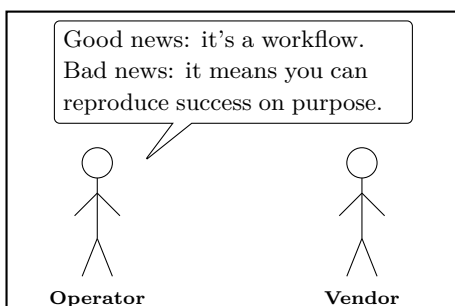 Good news: it's a workflow.
Bad news: it means you can
reproduce success on purpose.
Operator
Vendor